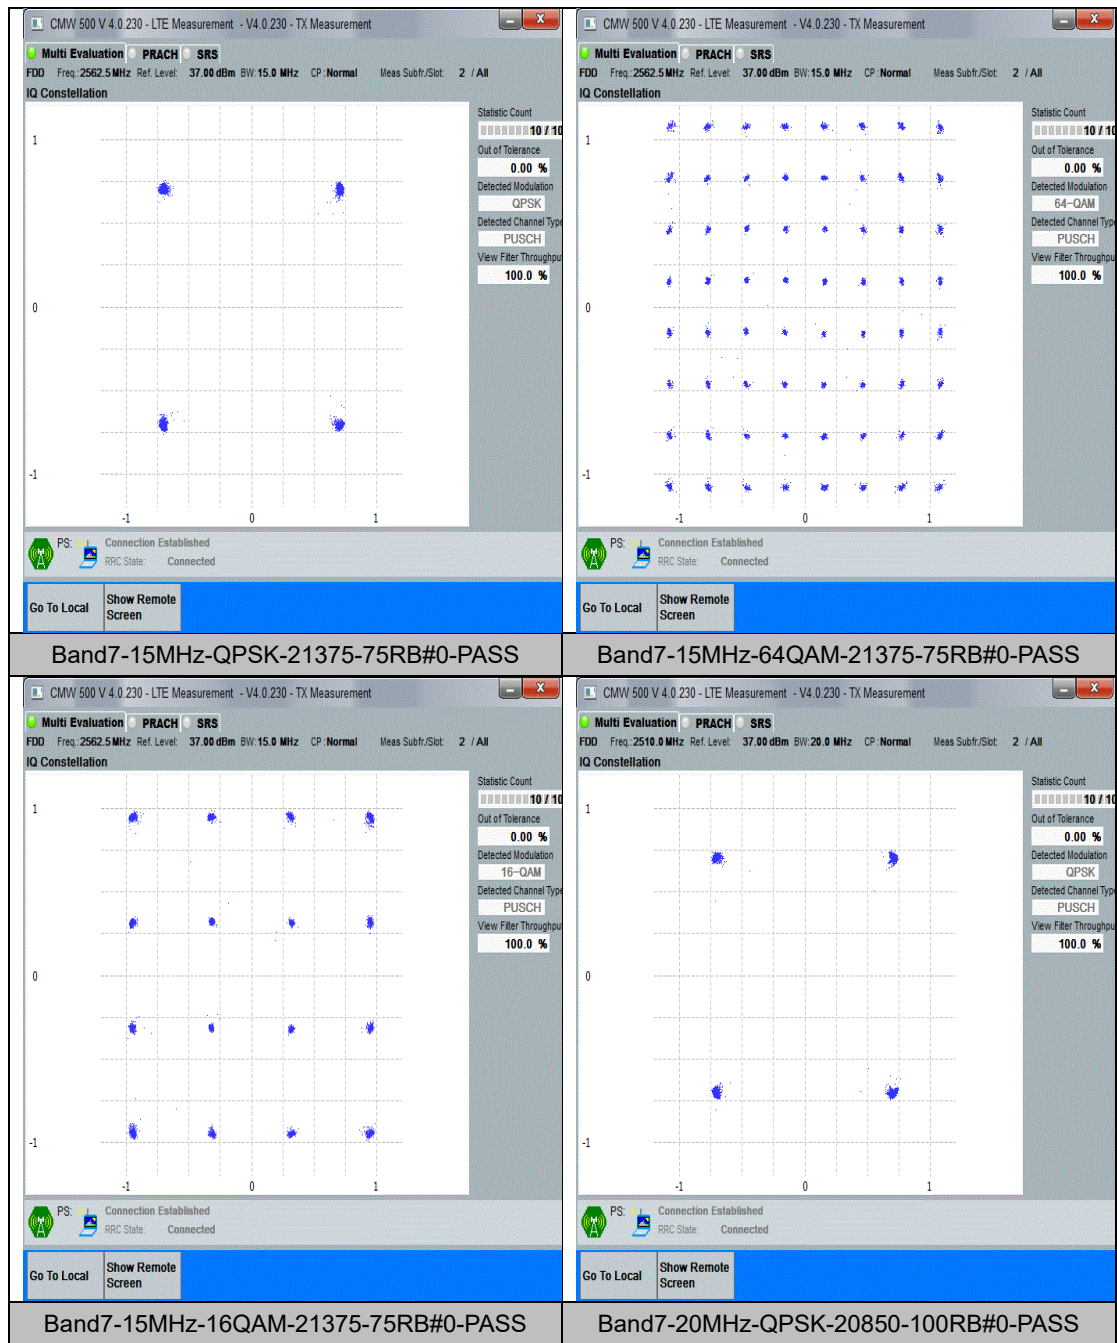 CMW 500 V 4.0.230 - LTE Measurement - V4.0.230 - TX Measurement
Multi Evaluation PRACH SRS
FDD Freq.: 2562.5 MHz Ref. Level: 37.00 dBm BW: 15.0 MHz CP: Normal Meas Subfr./Slot: 2 / All
IQ Constellation
Statistic Count
10 / 10
Out of Tolerance
0.00 %
Detected Modulation
QPSK
Detected Channel Type
PUSCH
View Filter Throughpu
100.0 %
1
0
-1
-1 0 1
PS: Connection Established
RRC State: Connected
Go To Local Show Remote
Screen
Band7-15MHz-QPSK-21375-75RB#0-PASS
CMW 500 V 4.0.230 - LTE Measurement - V4.0.230 - TX Measurement
Multi Evaluation PRACH SRS
FDD Freq.: 2562.5 MHz Ref. Level: 37.00 dBm BW: 15.0 MHz CP: Normal Meas Subfr./Slot: 2 / All
IQ Constellation
Statistic Count
10 / 10
Out of Tolerance
0.00 %
Detected Modulation
64-QAM
Detected Channel Type
PUSCH
View Filter Throughpu
100.0 %
1
0
-1
-1 0 1
PS: Connection Established
RRC State: Connected
Go To Local Show Remote
Screen
Band7-15MHz-64QAM-21375-75RB#0-PASS
CMW 500 V 4.0.230 - LTE Measurement - V4.0.230 - TX Measurement
Multi Evaluation PRACH SRS
FDD Freq.: 2562.5 MHz Ref. Level: 37.00 dBm BW: 15.0 MHz CP: Normal Meas Subfr./Slot: 2 / All
IQ Constellation
Statistic Count
10 / 10
Out of Tolerance
0.00 %
Detected Modulation
16-QAM
Detected Channel Type
PUSCH
View Filter Throughpu
100.0 %
1
0
-1
-1 0 1
PS: Connection Established
RRC State: Connected
Go To Local Show Remote
Screen
Band7-15MHz-16QAM-21375-75RB#0-PASS
CMW 500 V 4.0.230 - LTE Measurement - V4.0.230 - TX Measurement
Multi Evaluation PRACH SRS
FDD Freq.: 2510.0 MHz Ref. Level: 37.00 dBm BW: 20.0 MHz CP: Normal Meas Subfr./Slot: 2 / All
IQ Constellation
Statistic Count
10 / 10
Out of Tolerance
0.00 %
Detected Modulation
QPSK
Detected Channel Type
PUSCH
View Filter Throughpu
100.0 %
1
0
-1
-1 0 1
PS: Connection Established
RRC State: Connected
Go To Local Show Remote
Screen
Band7-20MHz-QPSK-20850-100RB#0-PASS